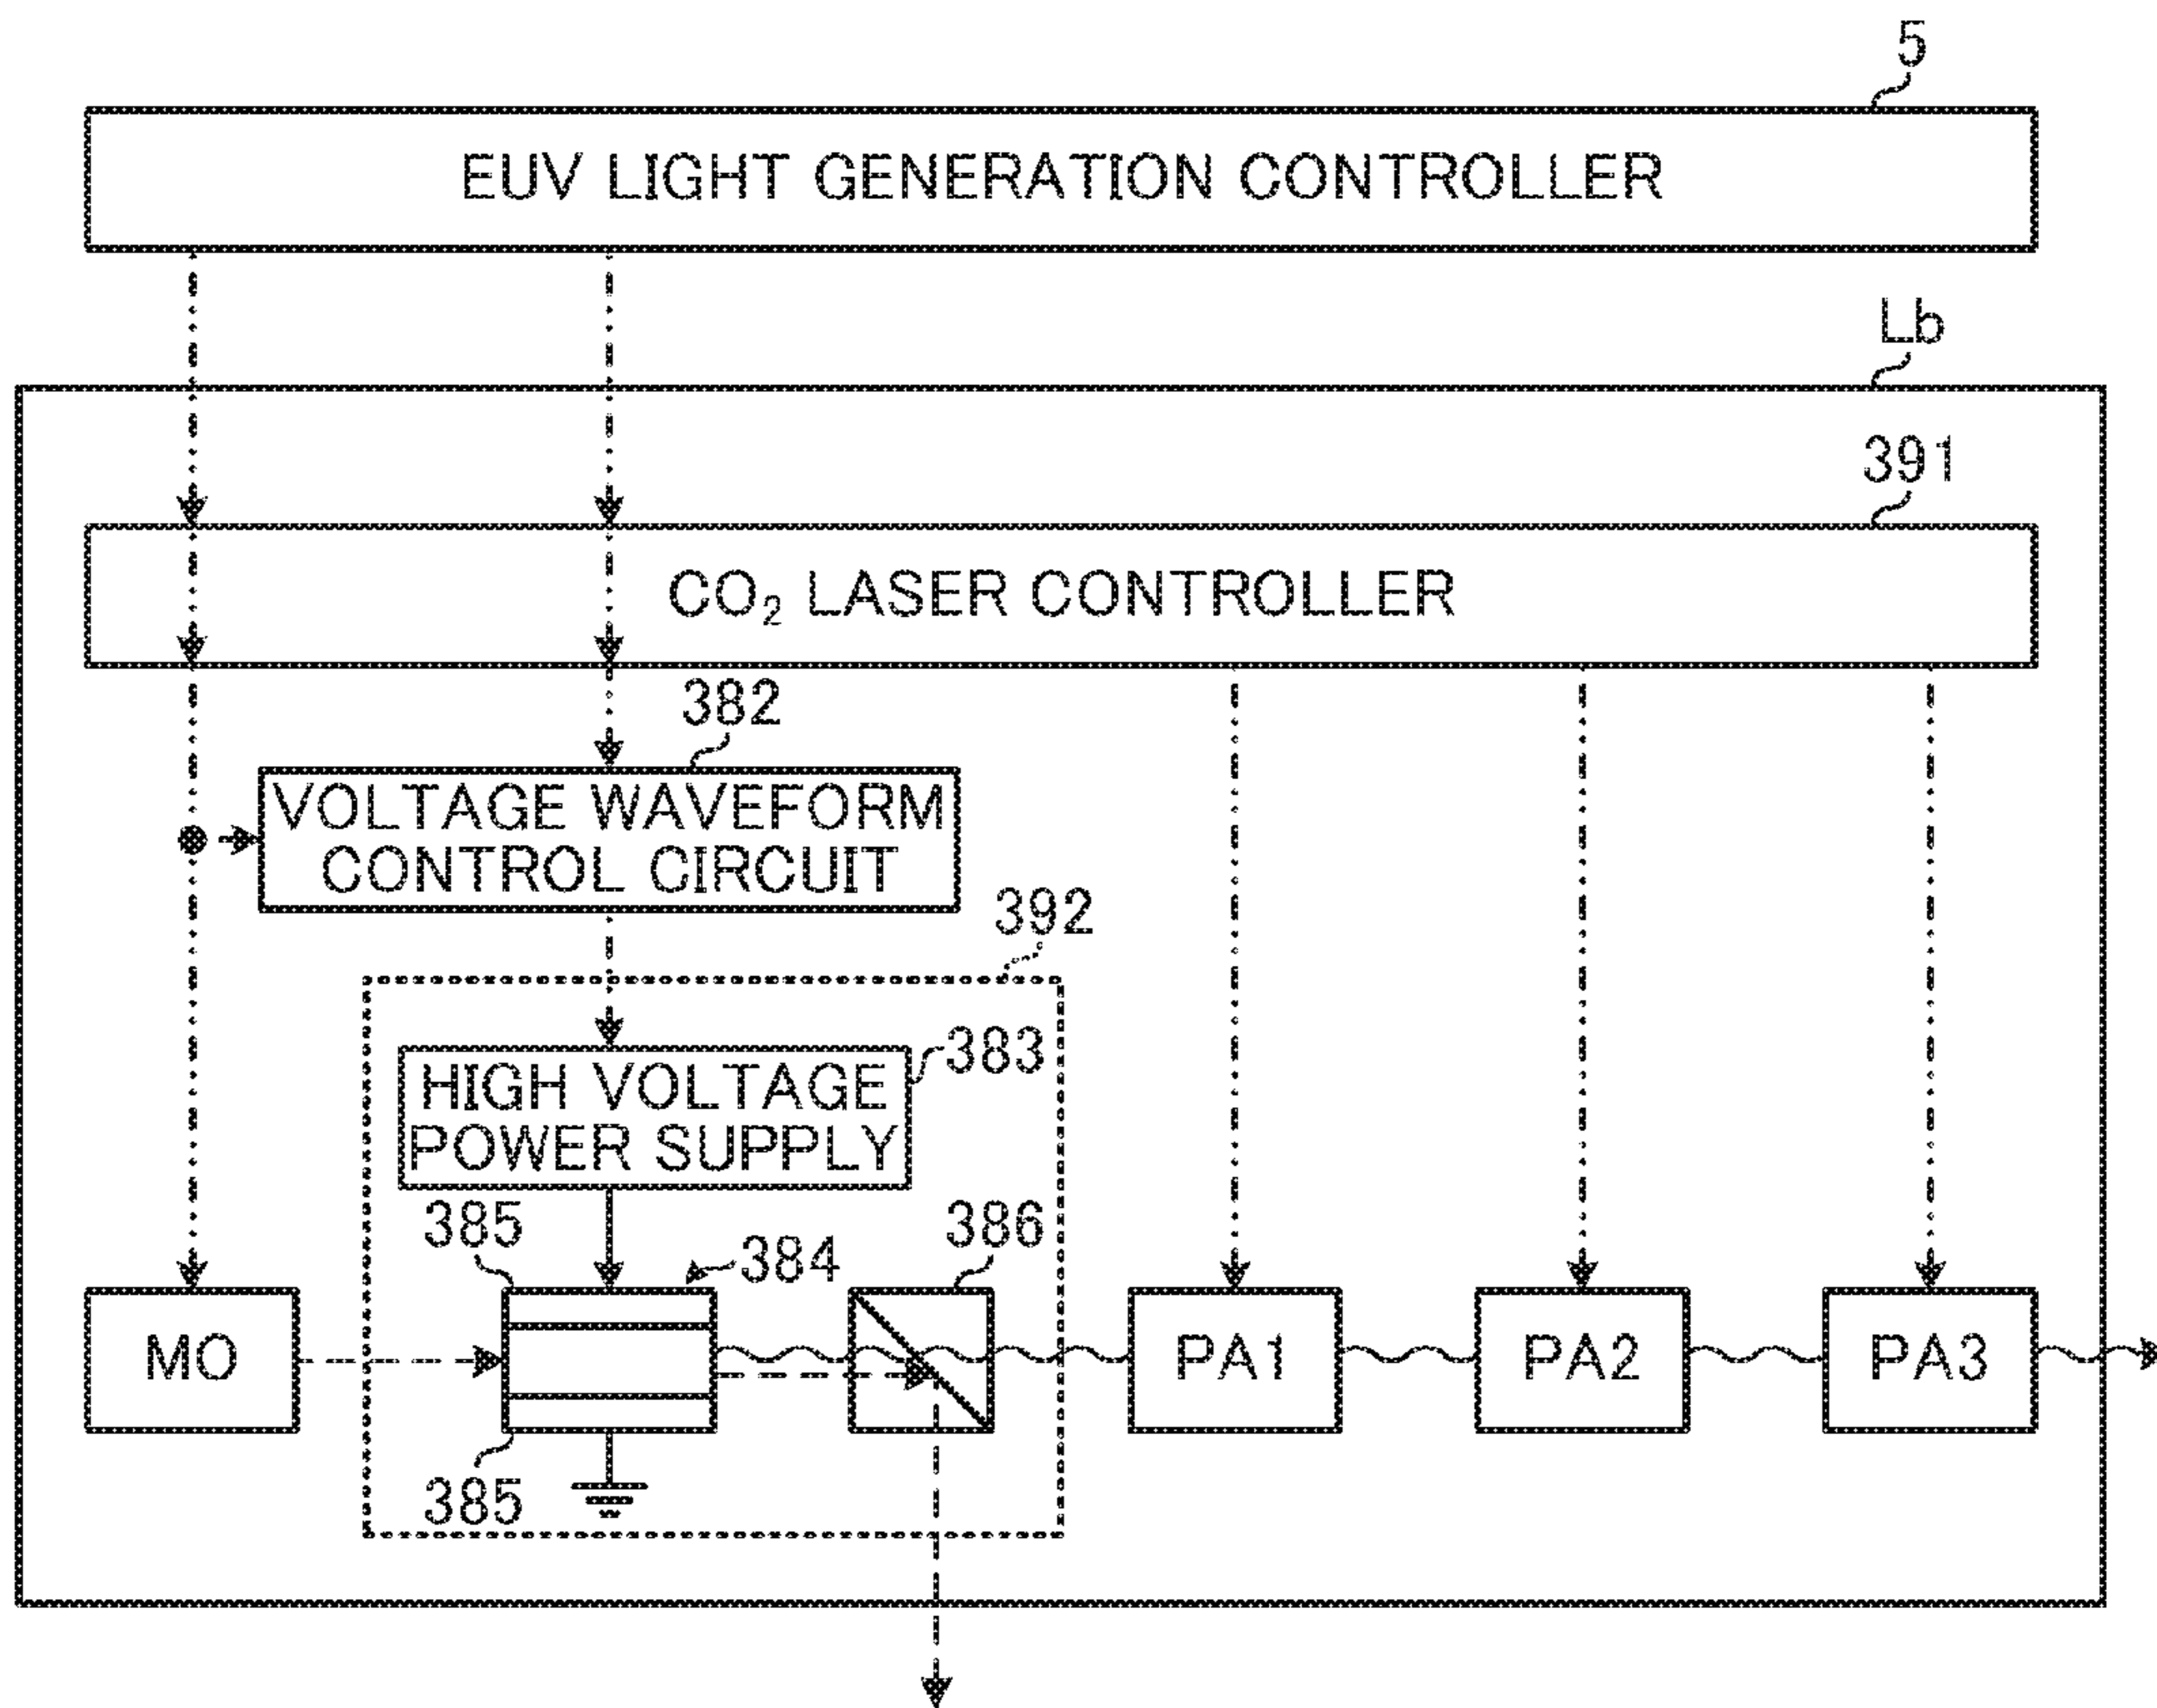 5
EUV LIGHT GENERATION CONTROLLER
Lb
391
CO₂ LASER CONTROLLER
382
VOLTAGE WAVEFORM
CONTROL CIRCUIT
392
383
HIGH VOLTAGE
POWER SUPPLY
385
384
386
MO
PA1
PA2
PA3
385